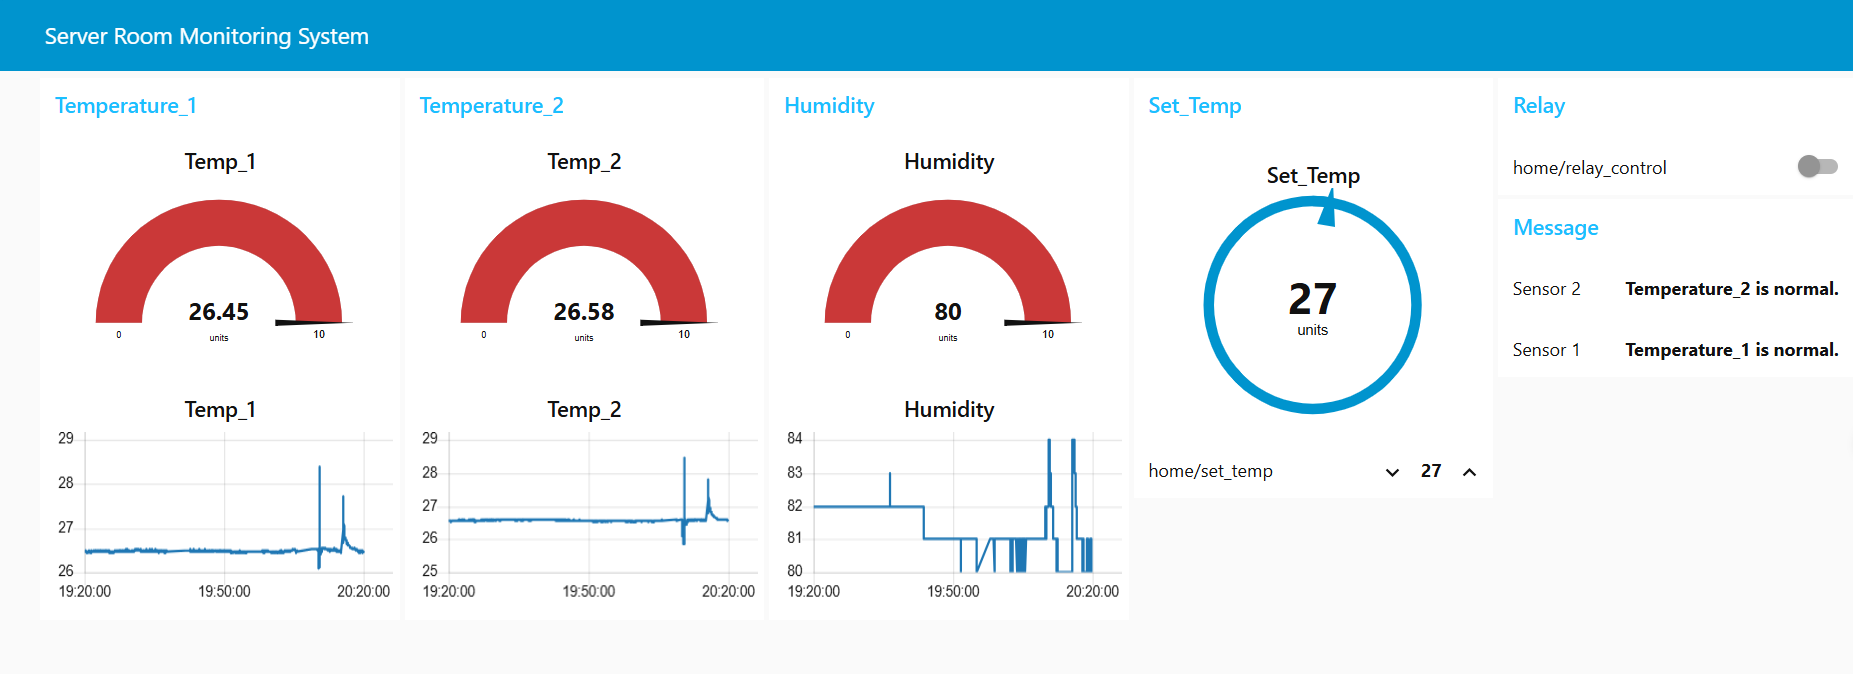 Server Room Monitoring System
Temperature_1
Temp_1
26.45
units
0
10
Temp_1
29
28
27
26
19:20:00
19:50:00
20:20:00
Temperature_2
Temp_2
26.58
units
0
10
Temp_2
29
28
27
26
25
19:20:00
19:50:00
20:20:00
Humidity
Humidity
80
units
0
10
Humidity
84
83
82
81
80
19:20:00
19:50:00
20:20:00
Set_Temp
Set_Temp
27
units
home/set_temp 27
Relay
home/relay_control
Message
Sensor 2 Temperature_2 is normal.
Sensor 1 Temperature_1 is normal.